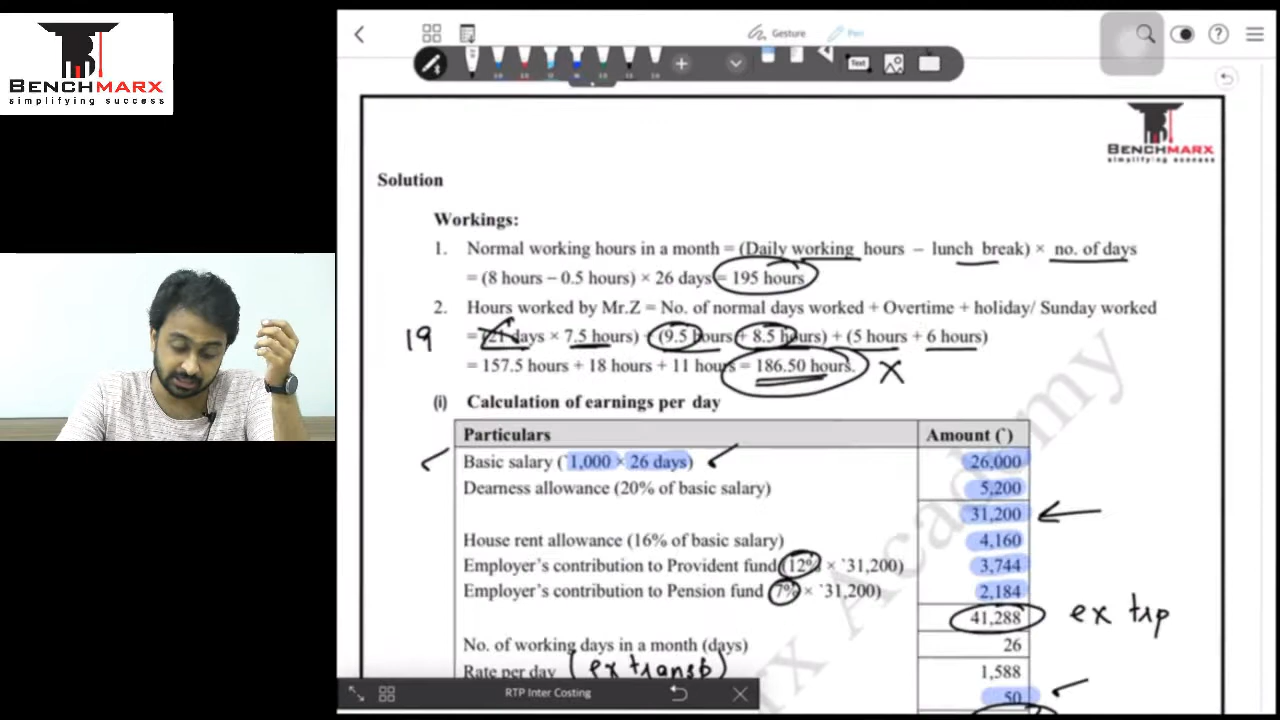 BENCHMARX
simplifying success
Gesture
Pen
Text
BENCHMARX
simplifying success
Solution
Workings:
1. Normal working hours in a month = (Daily working hours – lunch break) × no. of days
= (8 hours – 0.5 hours) × 26 days = 195 hours
2. Hours worked by Mr.Z = No. of normal days worked + Overtime + holiday/ Sunday worked
19 = (21 days × 7.5 hours) + (9.5 hours + 8.5 hours) + (5 hours + 6 hours)
= 157.5 hours + 18 hours + 11 hours = 186.50 hours. X
(i) Calculation of earnings per day
Particulars Amount (`)
Basic salary (`1,000 × 26 days) 26,000
Dearness allowance (20% of basic salary) 5,200
31,200
House rent allowance (16% of basic salary) 4,160
Employer's contribution to Provident fund (12% × `31,200) 3,744
Employer's contribution to Pension fund (7% × `31,200) 2,184
41,288 ex trp
No. of working days in a month (days) 26
Rate per day (ex transp) 1,588
50
RTP Inter Costing